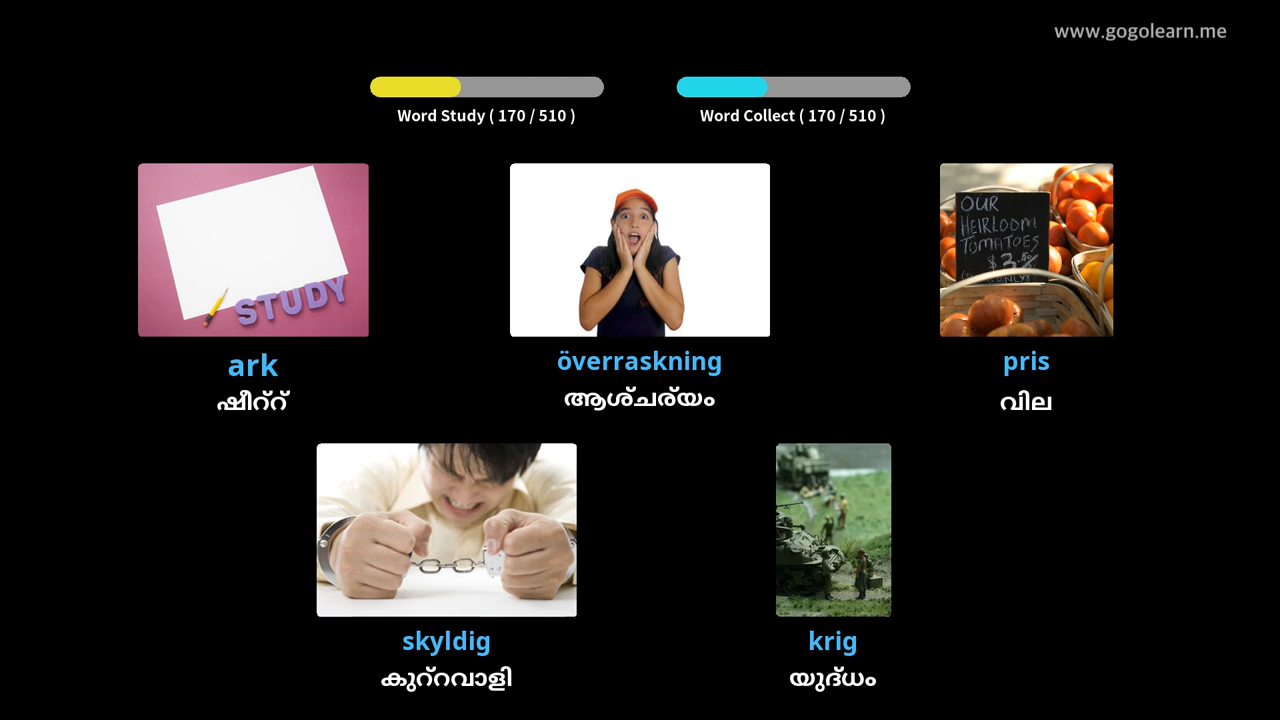 www.gogolearn.me
Word Study ( 170 / 510 )
Word Collect ( 170 / 510 )
STUDY
OUR
HEIRLOOM
TOMATOES
ark
överraskning
pris
ഷീറ്റ്
ആശ്ചര്യം
വില
skyldig
krig
കുറ്റവാളി
യുദ്ധം